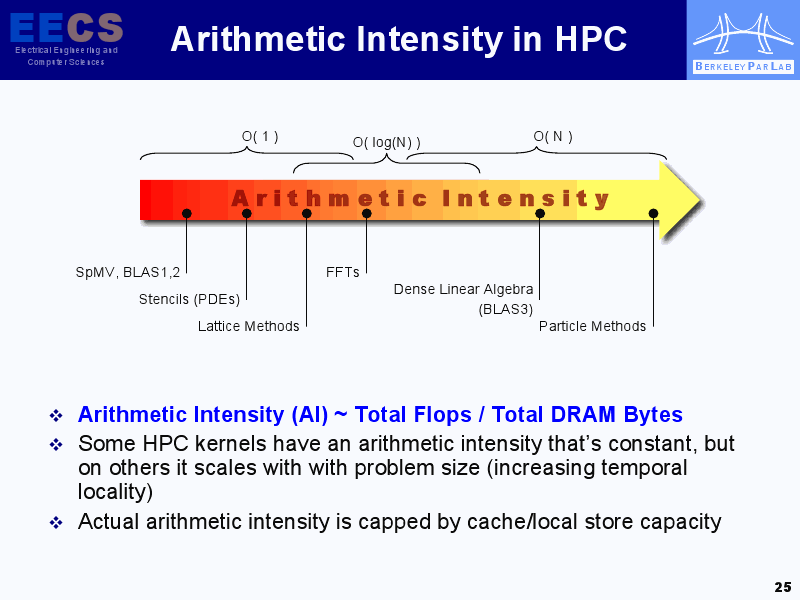 EECS
Electrical Engineering and
Computer Sciences
Arithmetic Intensity in HPC
BERKELEY PAR LAB
O( 1 )
O( log(N) )
O( N )
Arithmetic Intensity
SpMV, BLAS1,2
FFTs
Stencils (PDEs)
Dense Linear Algebra
(BLAS3)
Lattice Methods
Particle Methods
❖ Arithmetic Intensity (AI) ~ Total Flops / Total DRAM Bytes
❖ Some HPC kernels have an arithmetic intensity that’s constant, but
on others it scales with with problem size (increasing temporal
locality)
❖ Actual arithmetic intensity is capped by cache/local store capacity
25